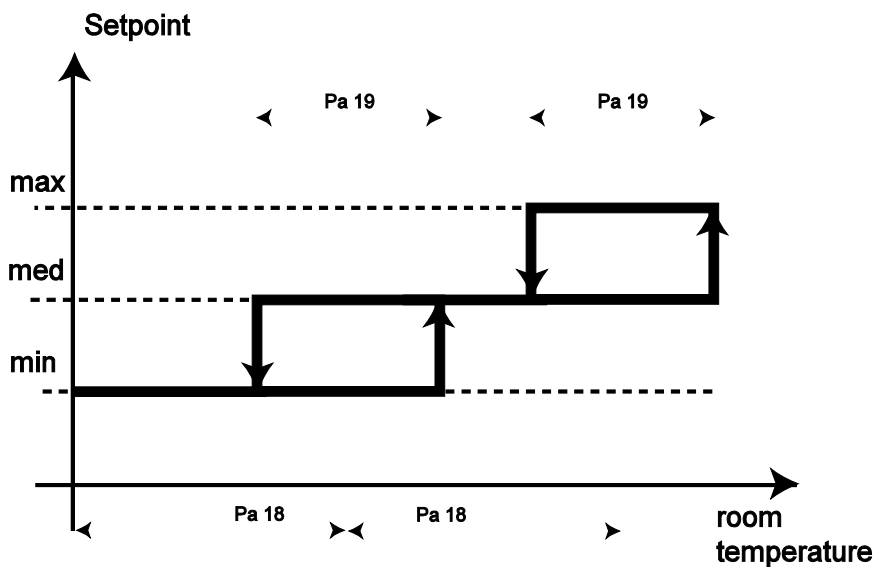 Setpoint
Pa 19
Pa 19
max
med
min
Pa 18
Pa 18
room
temperature